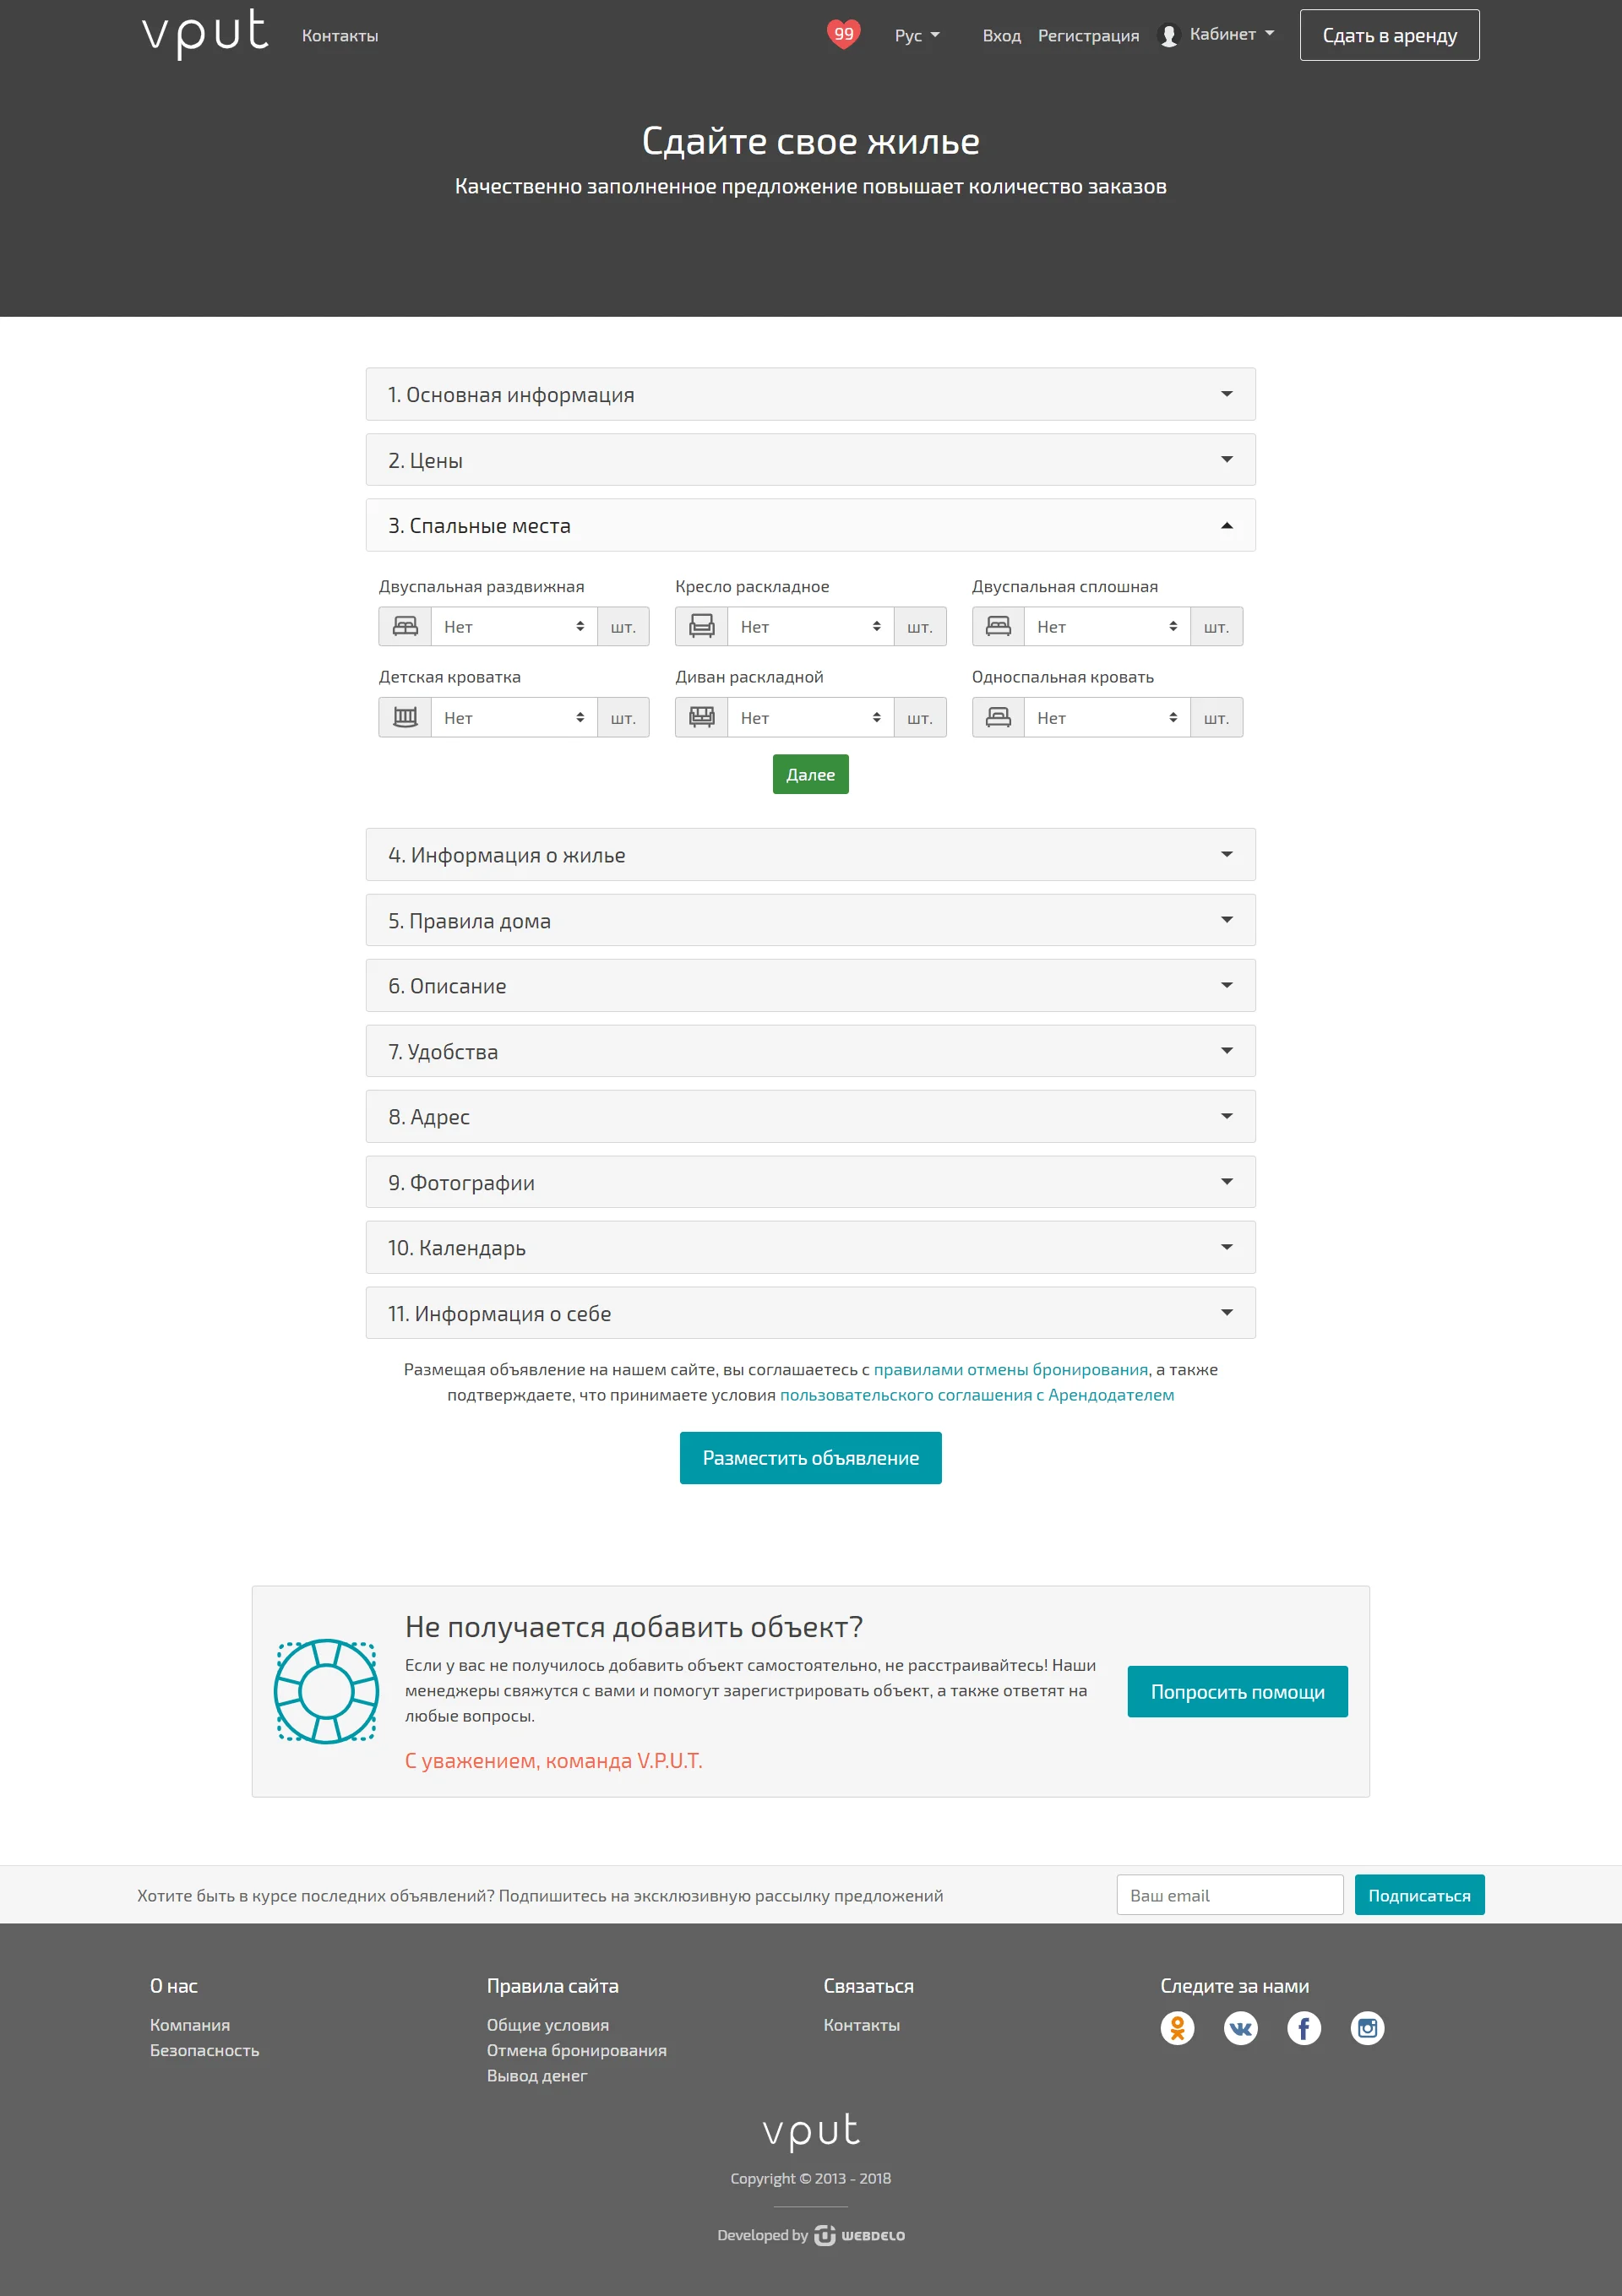 vput
Контакты
99
Рус
Вход
Регистрация
Кабинет
Сдать в аренду
Сдайте свое жилье
Качественно заполненное предложение повышает количество заказов
1. Основная информация
2. Цены
3. Спальные места
Двуспальная раздвижная
Кресло раскладное
Двуспальная сплошная
Нет шт.
Нет шт.
Нет шт.
Детская кроватка
Диван раскладной
Односпальная кровать
Нет шт.
Нет шт.
Нет шт.
Далее
4. Информация о жилье
5. Правила дома
6. Описание
7. Удобства
8. Адрес
9. Фотографии
10. Календарь
11. Информация о себе
Размещая объявление на нашем сайте, вы соглашаетесь с правилами отмены бронирования, а также
подтверждаете, что принимаете условия пользовательского соглашения с Арендодателем
Разместить объявление
Не получается добавить объект?
Если у вас не получилось добавить объект самостоятельно, не расстраивайтесь! Наши
менеджеры свяжутся с вами и помогут зарегистрировать объект, а также ответят на
любые вопросы.
С уважением, команда V.P.U.T.
Попросить помощи
Хотите быть в курсе последних объявлений? Подпишитесь на эксклюзивную рассылку предложений
Ваш email
Подписаться
О нас
Компания
Безопасность
Правила сайта
Общие условия
Отмена бронирования
Вывод денег
Связаться
Контакты
Следите за нами
vput
Copyright © 2013 - 2018
Developed by WEBDELO